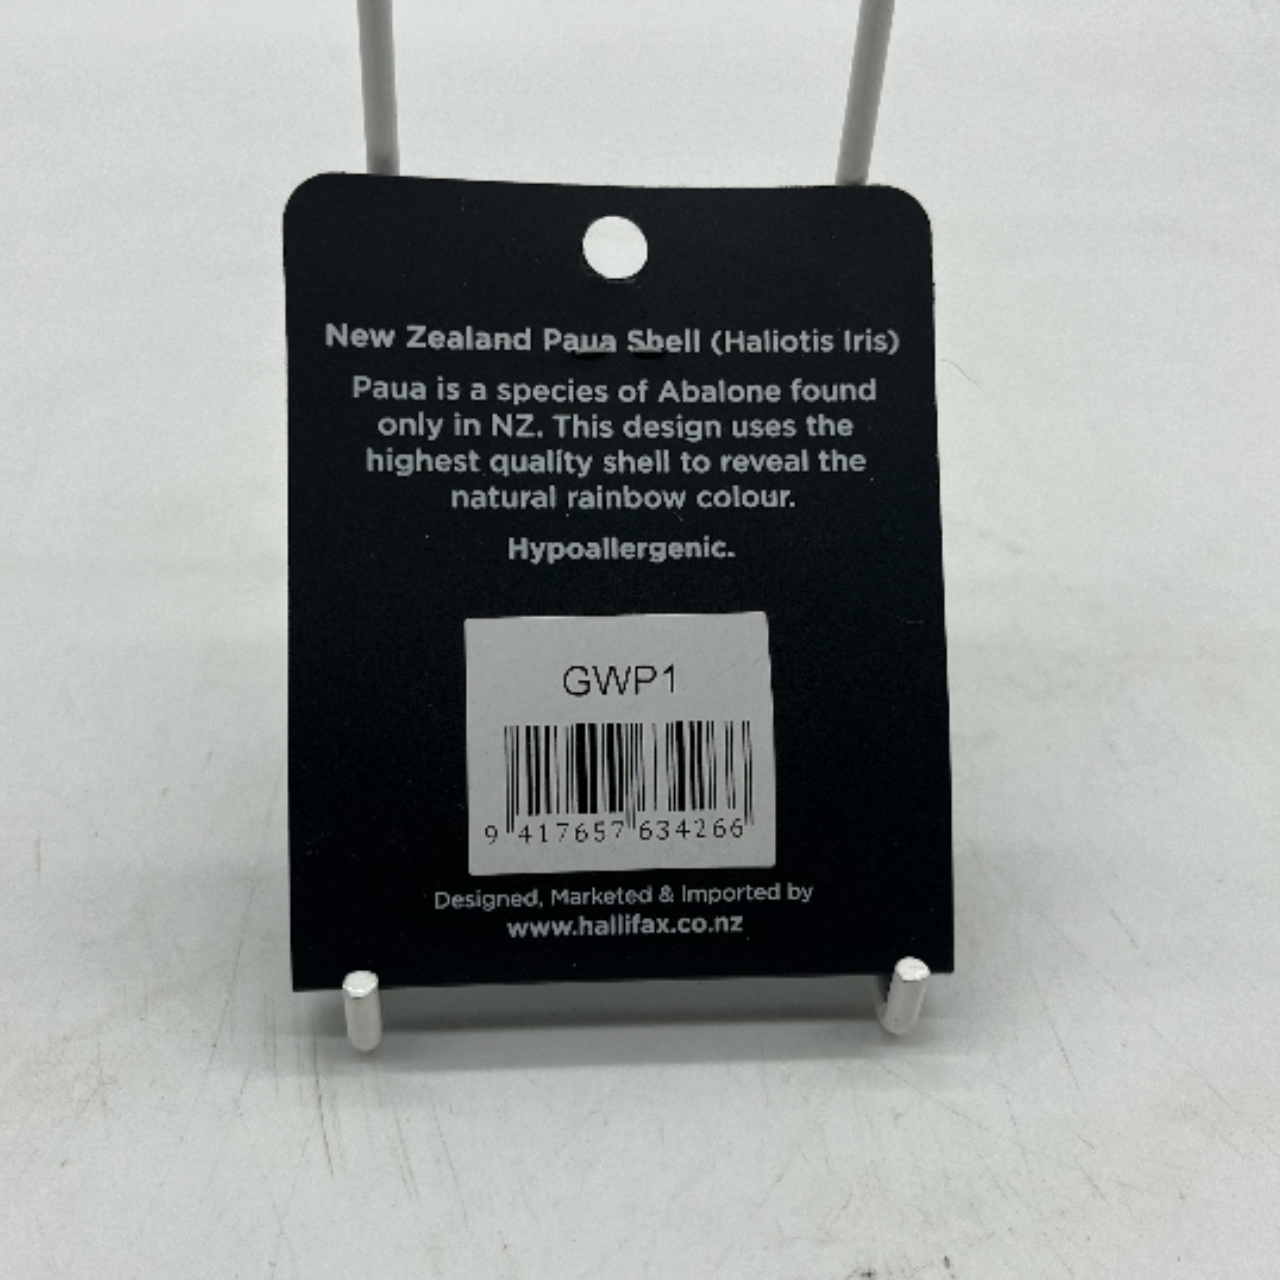 New Zealand Paua Shell (Haliotis Iris)
Paua is a species of Abalone found
only in NZ. This design uses the
highest quality shell to reveal the
natural rainbow colour.
Hypoallergenic.
GWP1
9 417657 634266
Designed, Marketed & Imported by
www.hallifax.co.nz